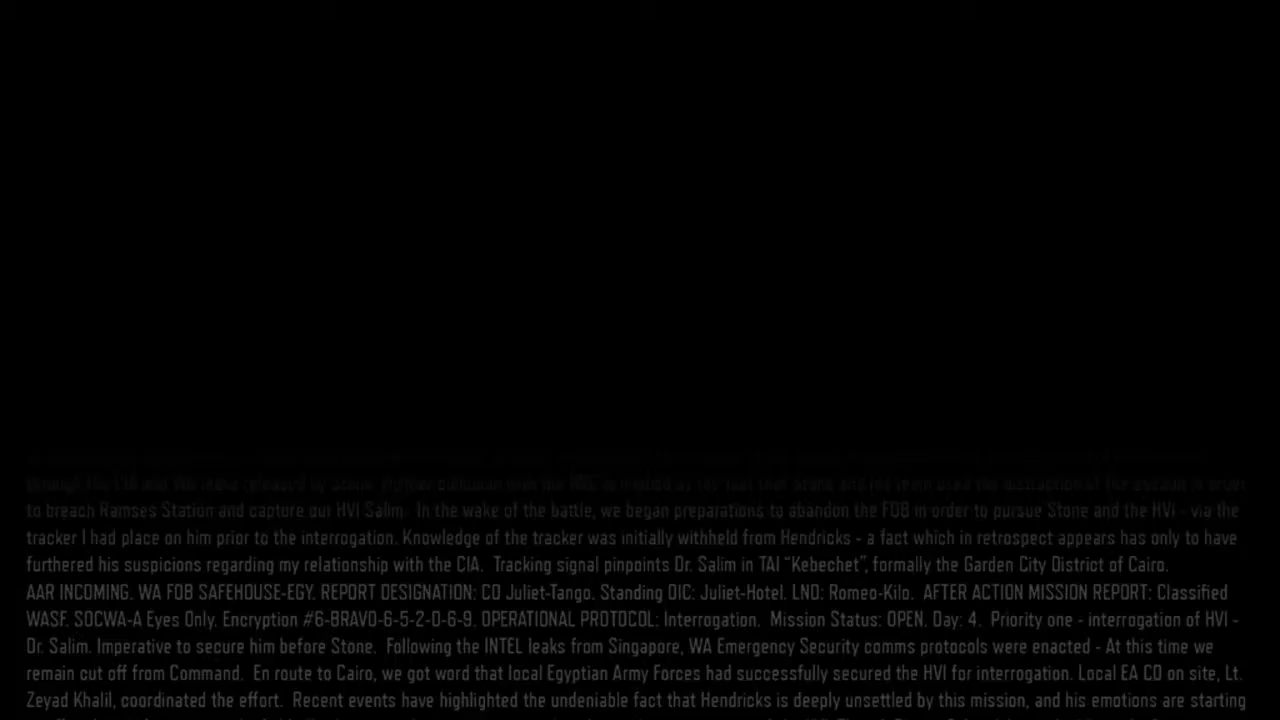 through the CIA and WA intel released by Stone.
to breach Ramses Station and capture our HVI Salim.  In the wake of the battle, we began preparations to abandon the FOB in order to pursue Stone and the HVI - via the
tracker I had place on him prior to the interrogation. Knowledge of the tracker was initially withheld from Hendricks - a fact which in retrospect appears has only to have
furthered his suspicions regarding my relationship with the CIA.  Tracking signal pinpoints Dr. Salim in TAI “Kebechet”, formally the Garden City District of Cairo.
AAR INCOMING. WA FOB SAFEHOUSE-EGY. REPORT DESIGNATION: CO Juliet-Tango. Standing OIC: Juliet-Hotel. LNO: Romeo-Kilo.  AFTER ACTION MISSION REPORT: Classified
WASF. SOCWA-A Eyes Only. Encryption #6-BRAVO-6-5-2-0-6-9. OPERATIONAL PROTOCOL: Interrogation.  Mission Status: OPEN. Day: 4.  Priority one - interrogation of HVI -
Dr. Salim. Imperative to secure him before Stone.  Following the INTEL leaks from Singapore, WA Emergency Security comms protocols were enacted - At this time we
remain cut off from Command.  En route to Cairo, we got word that local Egyptian Army Forces had successfully secured the HVI for interrogation. Local EA CO on site, Lt.
Zeyad Khalil, coordinated the effort.  Recent events have highlighted the undeniable fact that Hendricks is deeply unsettled by this mission, and his emotions are starting